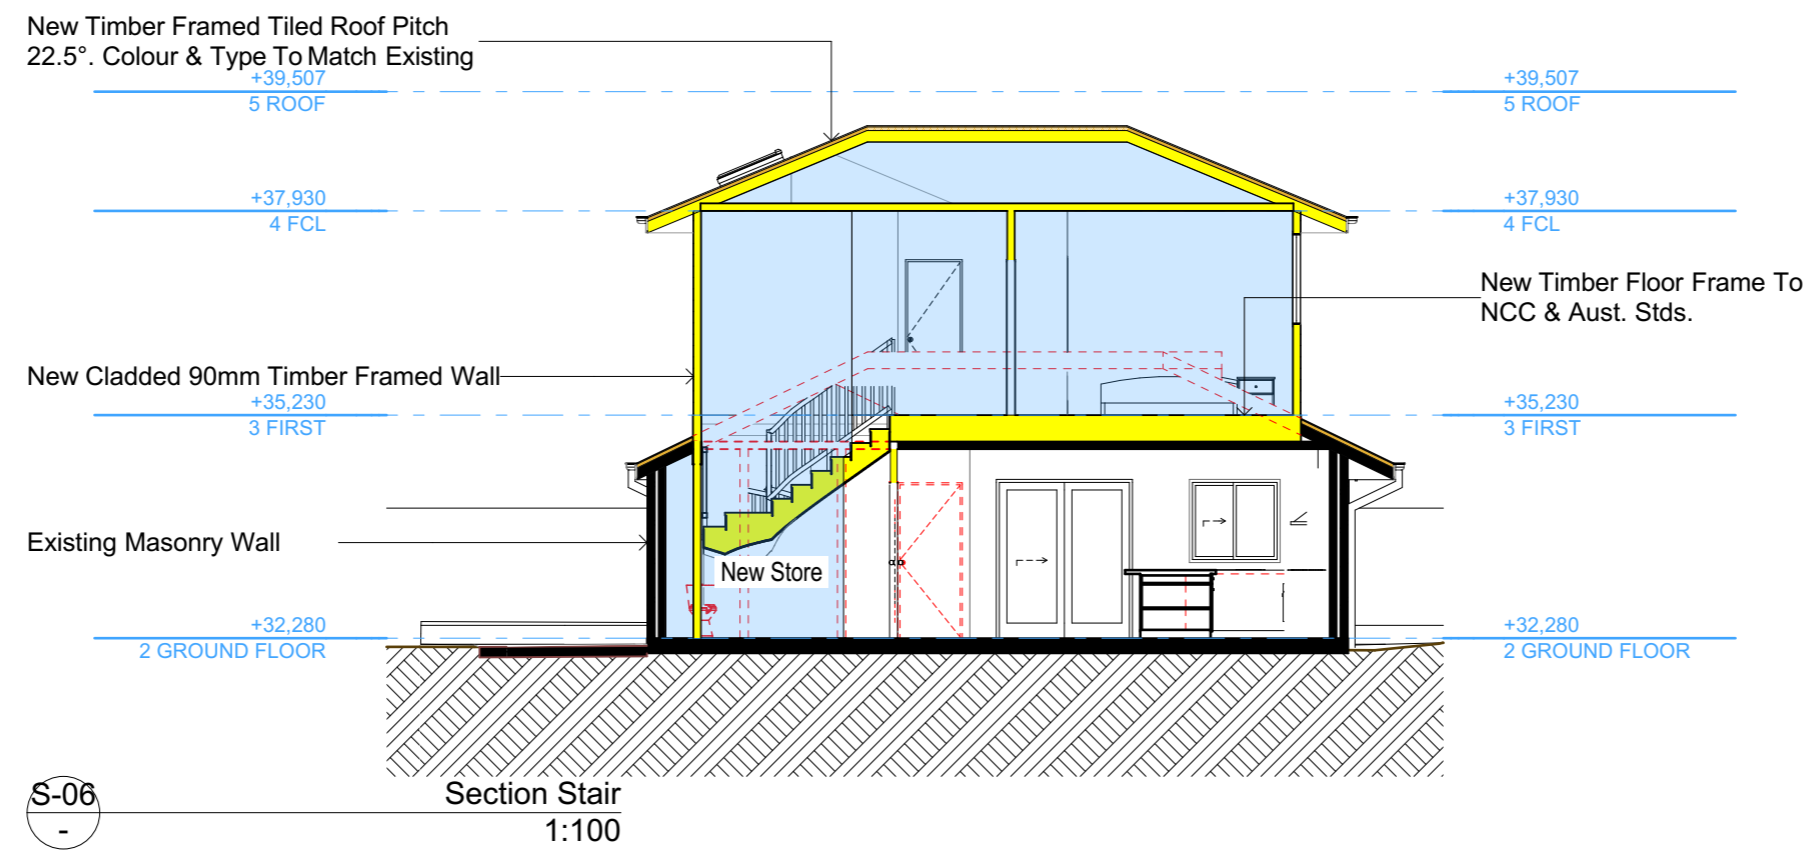 New Timber Framed Tiled Roof Pitch
22.5°. Colour & Type To Match Existing
+39,507
5 ROOF
+39,507
5 ROOF
+37,930
4 FCL
+37,930
4 FCL
New Timber Floor Frame To
NCC & Aust. Stds.
New Cladded 90mm Timber Framed Wall
+35,230
3 FIRST
+35,230
3 FIRST
Existing Masonry Wall
New Store
+32,280
2 GROUND FLOOR
+32,280
2 GROUND FLOOR
S-06
-
Section Stair
1:100